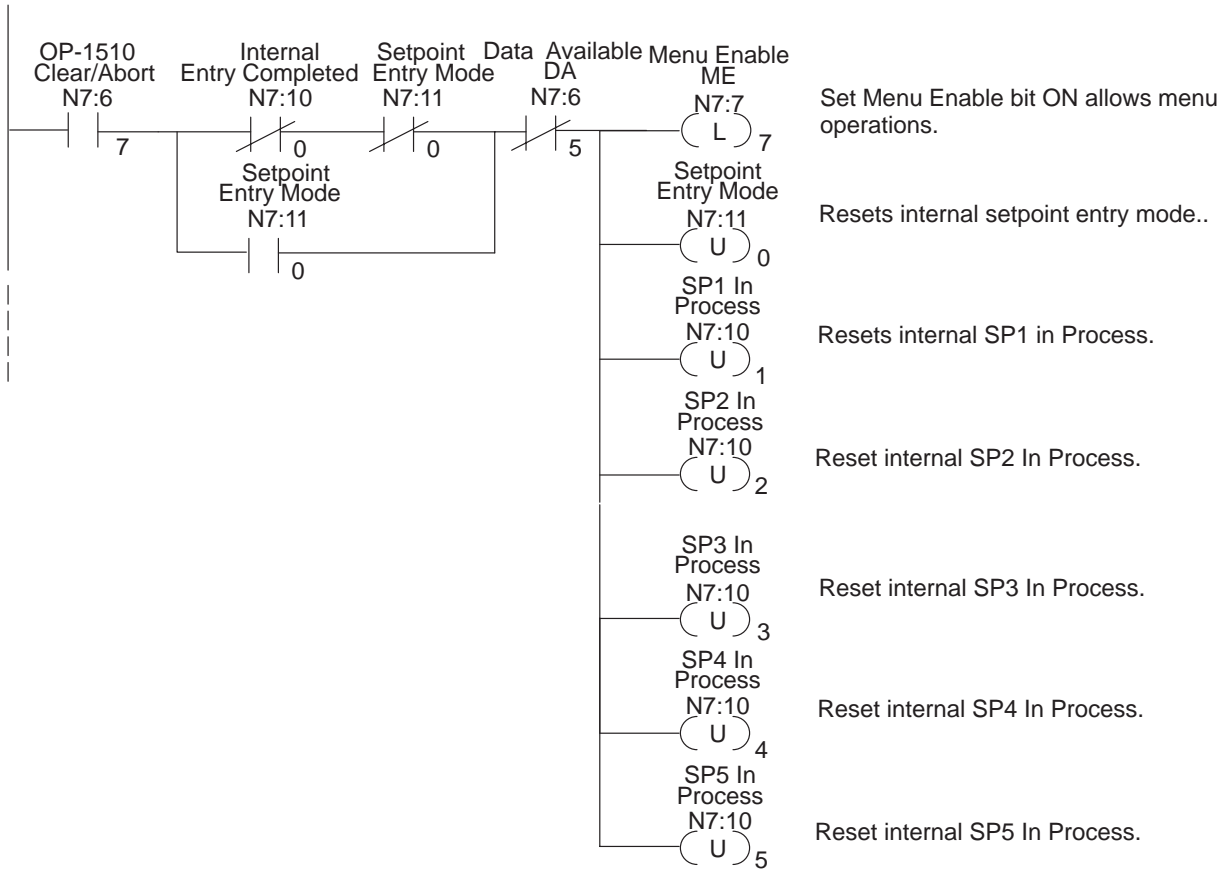 OP-1510
Clear/Abort
N7:6
7
Internal
Entry Completed
N7:10
0
Setpoint
Entry Mode
N7:11
0
Data Available
DA
N7:6
5
Menu Enable
ME
N7:7
L
7
Set Menu Enable bit ON allows menu
operations.
Setpoint
Entry Mode
N7:11
0
Setpoint
Entry Mode
N7:11
U
0
Resets internal setpoint entry mode..
SP1 In
Process
N7:10
U
1
Resets internal SP1 in Process.
SP2 In
Process
N7:10
U
2
Reset internal SP2 In Process.
SP3 In
Process
N7:10
U
3
Reset internal SP3 In Process.
SP4 In
Process
N7:10
U
4
Reset internal SP4 In Process.
SP5 In
Process
N7:10
U
5
Reset internal SP5 In Process.